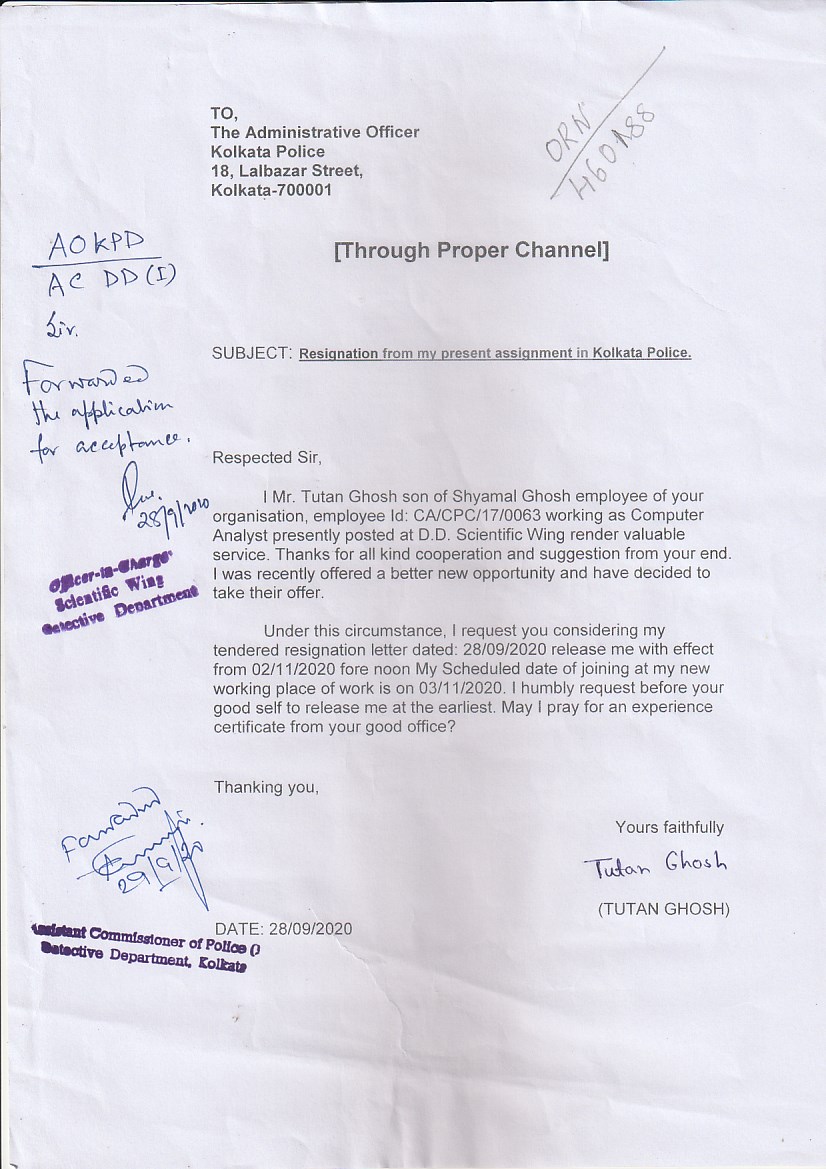 TO,
The Administrative Officer
Kolkata Police
18, Lalbazar Street,
Kolkata-700001
ORN
460188
[Through Proper Channel]
AOKPD
AC DD (I)
Sir.
Forwarded
the application
for acceptance.
28/9/2020
Officer-in-Charge
Scientific Wing
Detective Department
SUBJECT: Resignation from my present assignment in Kolkata Police.
Respected Sir,
I Mr. Tutan Ghosh son of Shyamal Ghosh employee of your
organisation, employee Id: CA/CPC/17/0063 working as Computer
Analyst presently posted at D.D. Scientific Wing render valuable
service. Thanks for all kind cooperation and suggestion from your end.
I was recently offered a better new opportunity and have decided to
take their offer.
Under this circumstance, I request you considering my
tendered resignation letter dated: 28/09/2020 release me with effect
from 02/11/2020 fore noon My Scheduled date of joining at my new
working place of work is on 03/11/2020. I humbly request before your
good self to release me at the earliest. May I pray for an experience
certificate from your good office?
Thanking you,
Yours faithfully
Tutan Ghosh
(TUTAN GHOSH)
Forwarded
29/9/20
Assistant Commissioner of Police (I
Detective Department, Kolkata
DATE: 28/09/2020